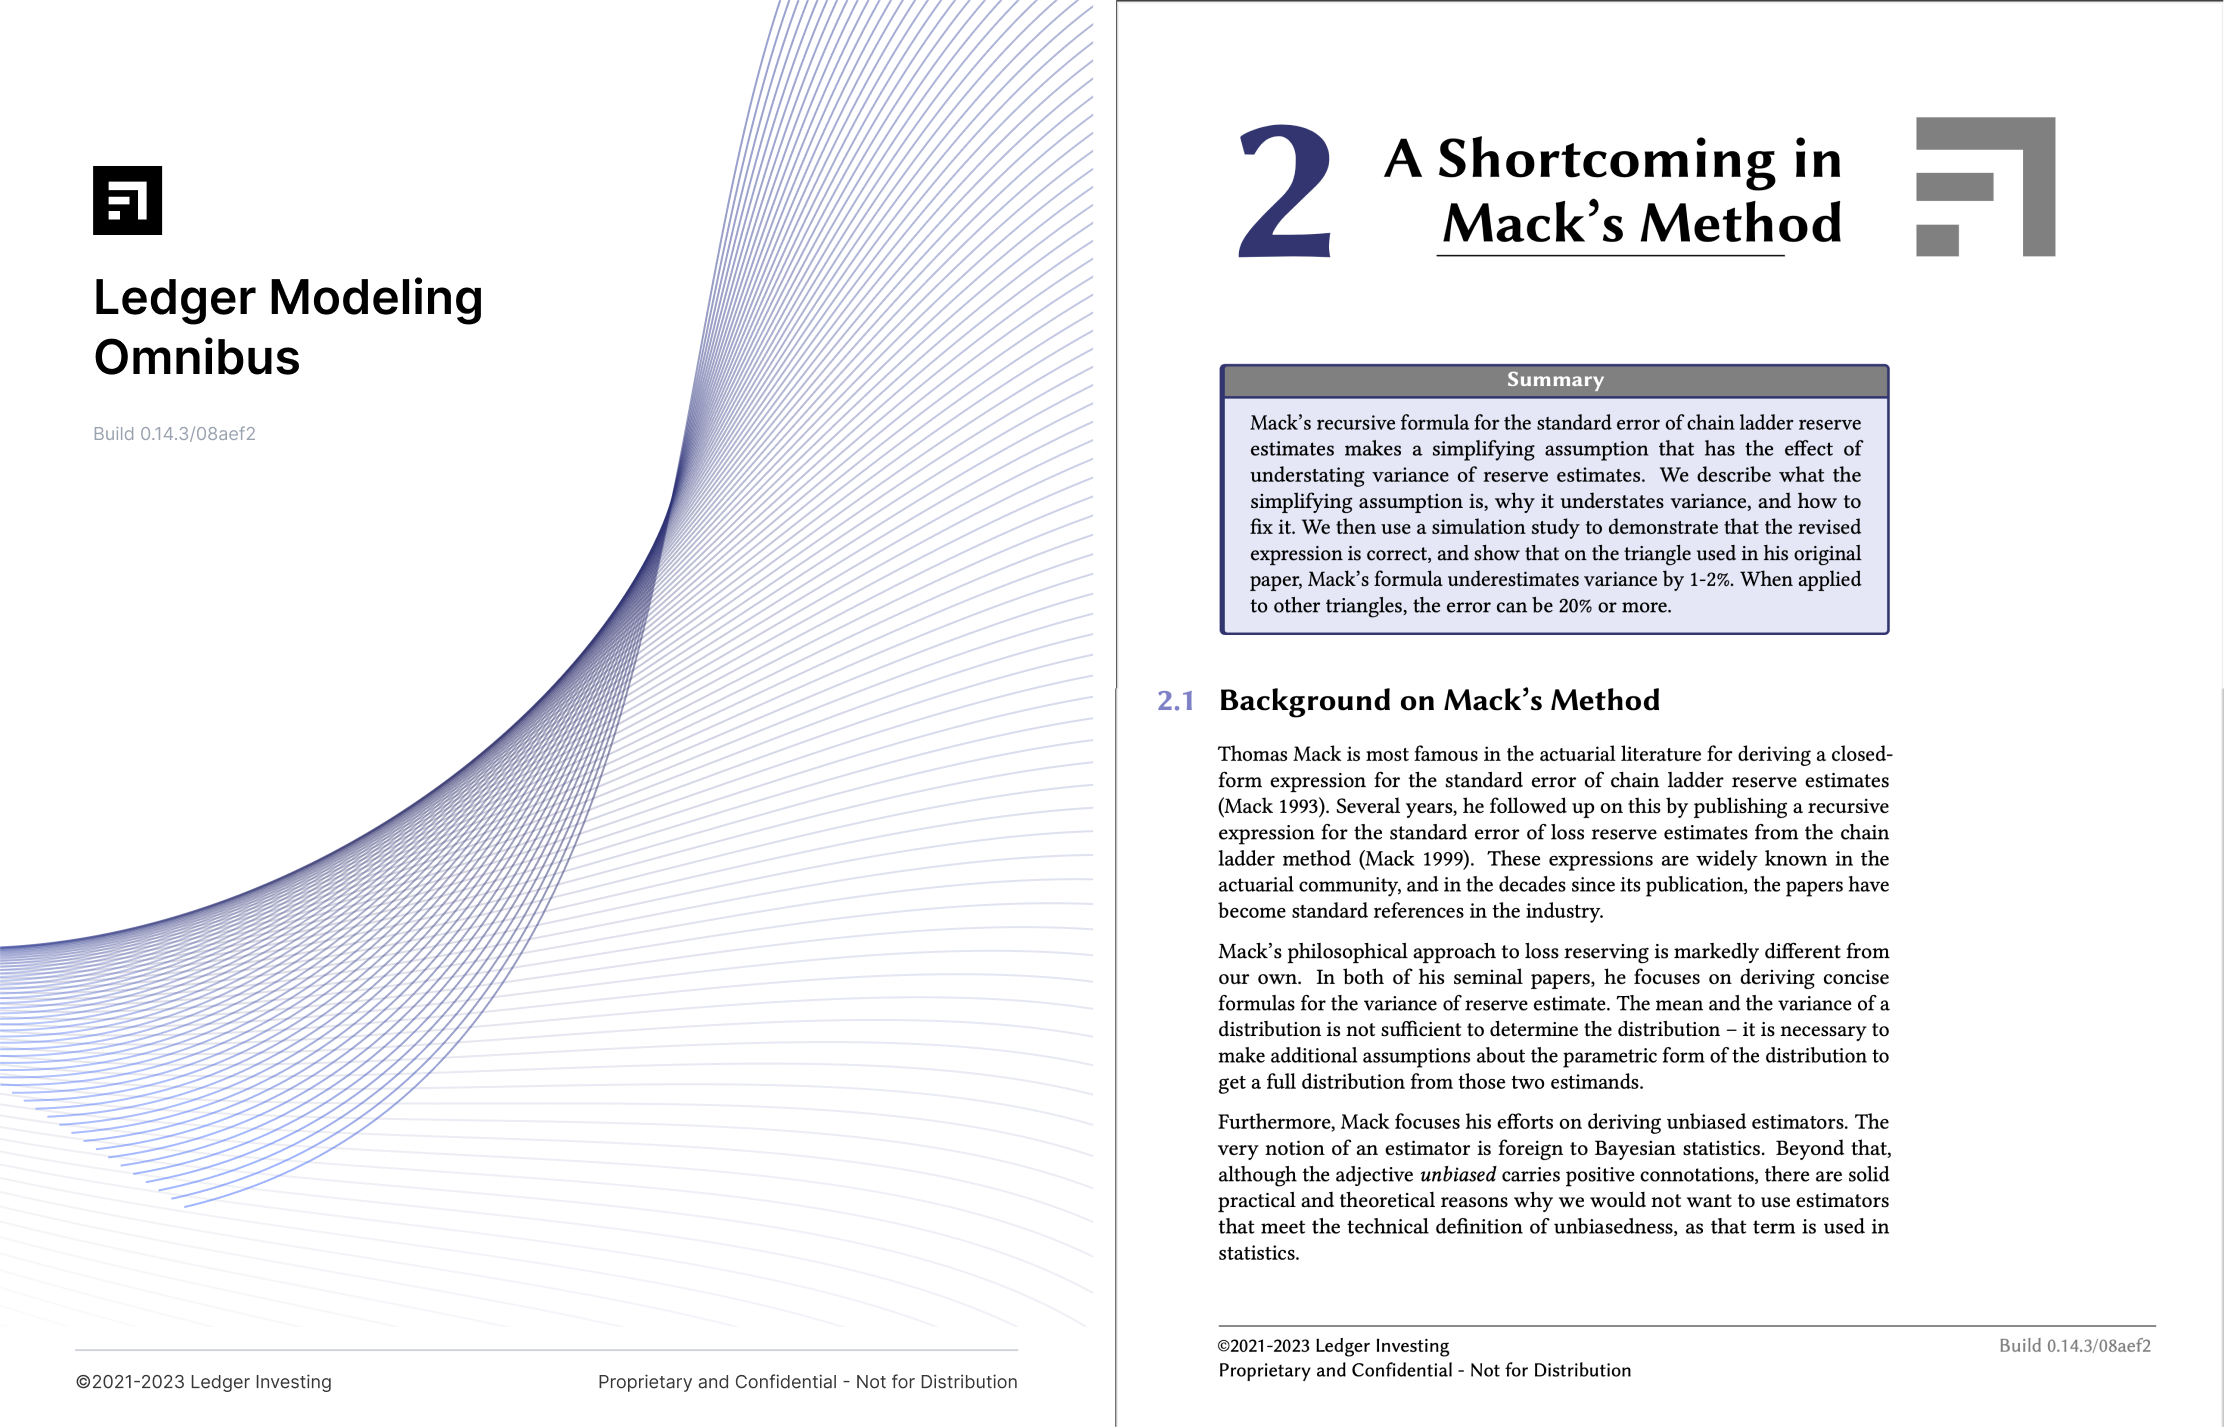 Ledger Modeling
Omnibus
Build 0.14.3/08aef2
©2021-2023 Ledger Investing
Proprietary and Confidential - Not for Distribution
2
A Shortcoming in
Mack’s Method
Summary
Mack’s recursive formula for the standard error of chain ladder reserve
estimates makes a simplifying assumption that has the effect of
understating variance of reserve estimates. We describe what the
simplifying assumption is, why it understates variance, and how to
fix it. We then use a simulation study to demonstrate that the revised
expression is correct, and show that on the triangle used in his original
paper, Mack’s formula underestimates variance by 1-2%. When applied
to other triangles, the error can be 20% or more.
2.1 Background on Mack’s Method
Thomas Mack is most famous in the actuarial literature for deriving a closed-
form expression for the standard error of chain ladder reserve estimates
(Mack 1993). Several years, he followed up on this by publishing a recursive
expression for the standard error of loss reserve estimates from the chain
ladder method (Mack 1999). These expressions are widely known in the
actuarial community, and in the decades since its publication, the papers have
become standard references in the industry.
Mack’s philosophical approach to loss reserving is markedly different from
our own. In both of his seminal papers, he focuses on deriving concise
formulas for the variance of reserve estimate. The mean and the variance of a
distribution is not sufficient to determine the distribution – it is necessary to
make additional assumptions about the parametric form of the distribution to
get a full distribution from those two estimands.
Furthermore, Mack focuses his efforts on deriving unbiased estimators. The
very notion of an estimator is foreign to Bayesian statistics. Beyond that,
although the adjective unbiased carries positive connotations, there are solid
practical and theoretical reasons why we would not want to use estimators
that meet the technical definition of unbiasedness, as that term is used in
statistics.
©2021-2023 Ledger Investing
Proprietary and Confidential - Not for Distribution
Build 0.14.3/08aef2